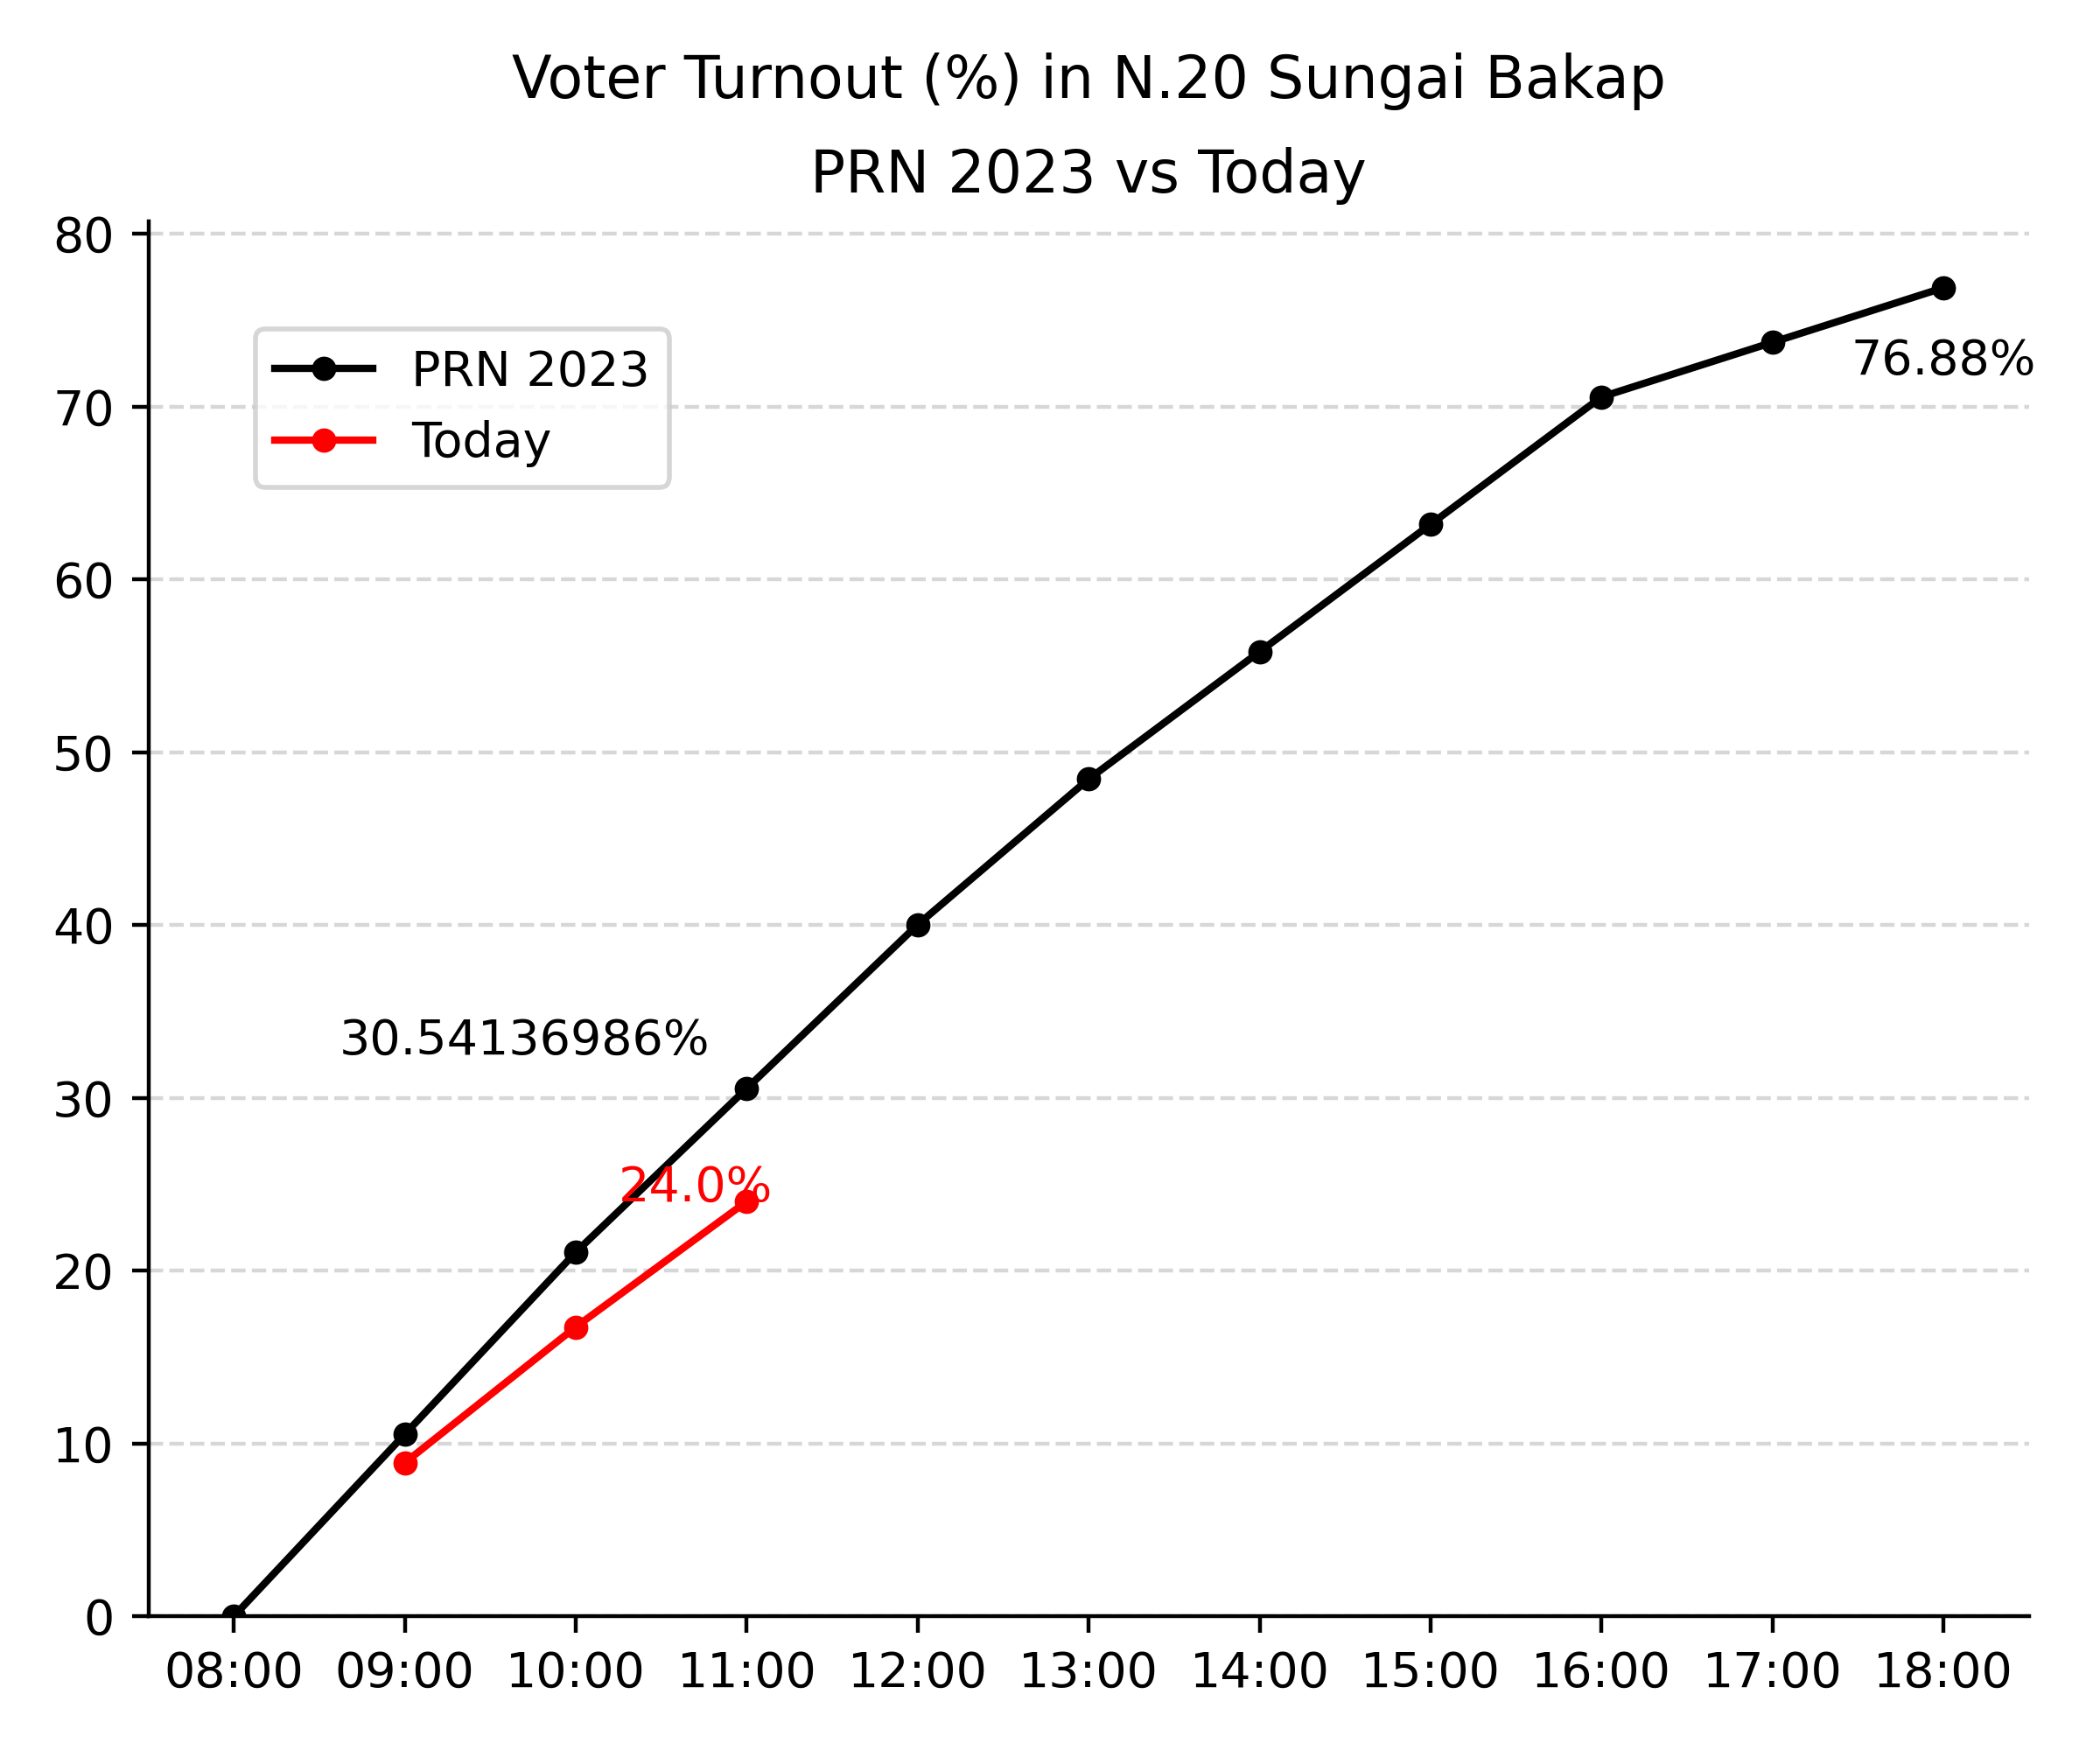 Voter Turnout (%) in N.20 Sungai Bakap
PRN 2023 vs Today
80
70
60
50
40
30
20
10
0
PRN 2023
Today
76.88%
30.54136986%
24.0%
08:00 09:00 10:00 11:00 12:00 13:00 14:00 15:00 16:00 17:00 18:00